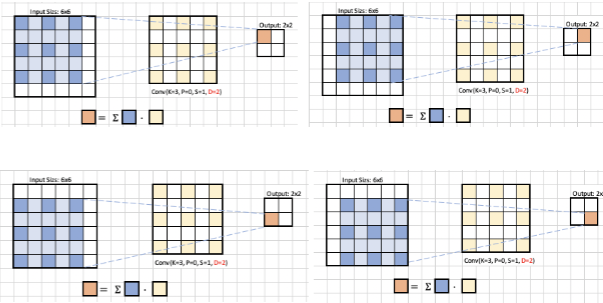 Input Size: 6x6
Output: 2x2
Conv(K=3, P=0, S=1, D=2)
= Σ ·
Input Size: 6x6
Output: 2x2
Conv(K=3, P=0, S=1, D=2)
= Σ ·
Input Size: 6x6
Output: 2x2
Conv(K=3, P=0, S=1, D=2)
= Σ ·
Input Size: 6x6
Output: 2x
Conv(K=3, P=0, S=1, D=2)
= Σ ·